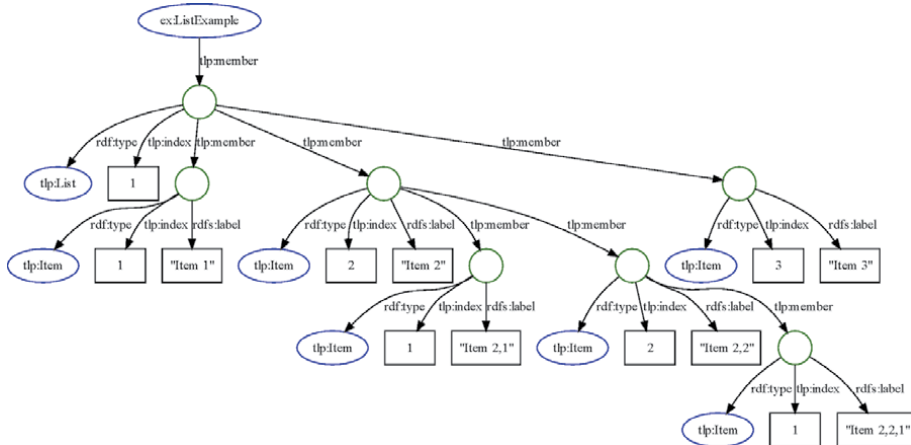 ex:ListExample
tlp:member
rdf:type tlp:index tlp:member tlp:member tlp:member
tlp:List 1
rdf:type tlp:index rdfs:label rdf:type tlp:index rdfs:label tlp:member tlp:member rdf:type tlp:index rdfs:label
tlp:Item 1 "Item 1" tlp:Item 2 "Item 2" tlp:Item 3 "Item 3"
rdf:type tlp:index rdfs:label rdf:type tlp:index rdfs:label tlp:member
tlp:Item 1 "Item 2,1" tlp:Item 2 "Item 2,2"
rdf:type tlp:index rdfs:label
tlp:Item 1 "Item 2,2,1"